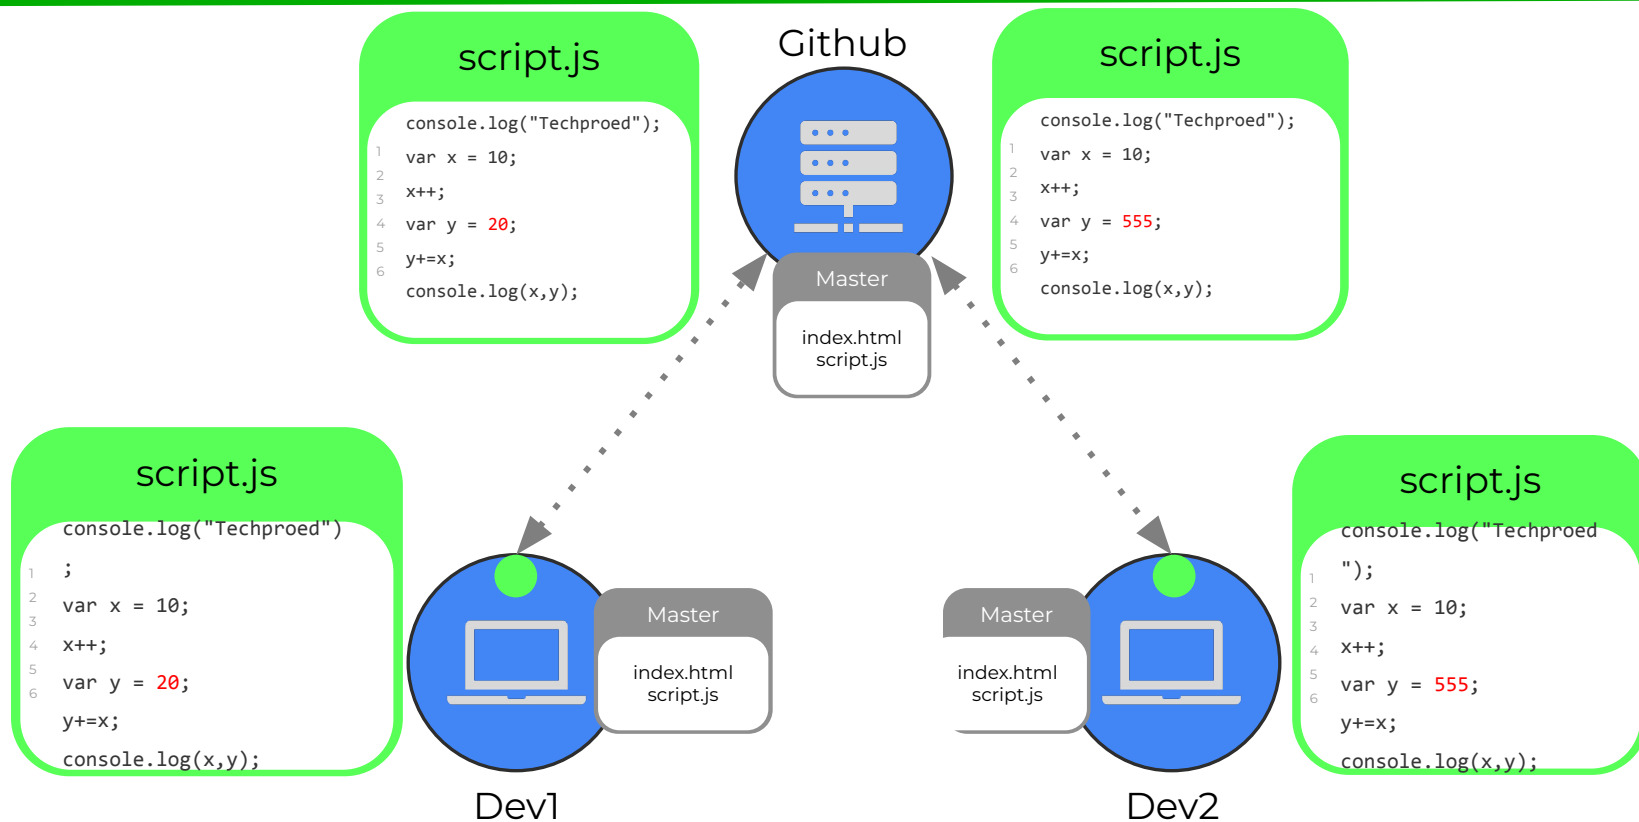 script.js
console.log("Techproed");
var x = 10;
x++;
var y = 20;
y+=x;
console.log(x,y);
1
2
3
4
5
6
Github
Master
index.html
script.js
script.js
console.log("Techproed");
var x = 10;
x++;
var y = 555;
y+=x;
console.log(x,y);
1
2
3
4
5
6
script.js
console.log("Techproed")
;
var x = 10;
x++;
var y = 20;
y+=x;
console.log(x,y);
1
2
3
4
5
6
Master
index.html
script.js
Dev1
Master
index.html
script.js
Dev2
script.js
console.log("Techproed
");
var x = 10;
x++;
var y = 555;
y+=x;
console.log(x,y);
1
2
3
4
5
6